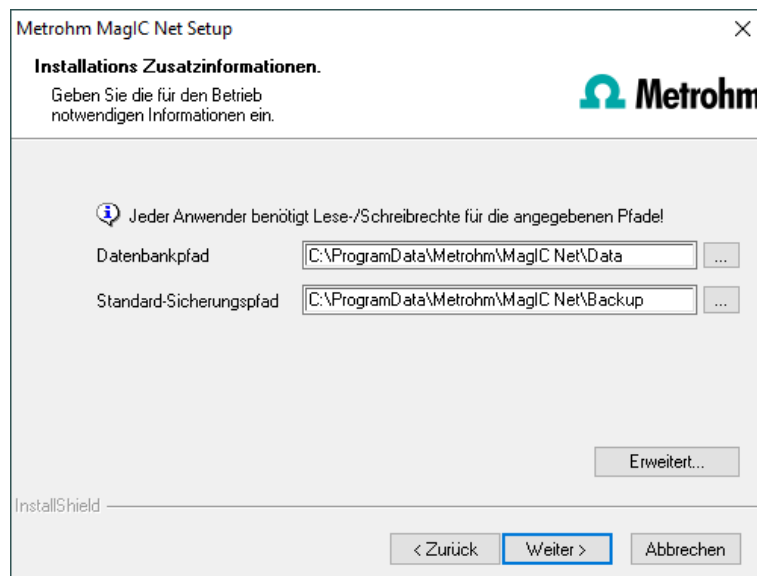 Metrohm MagIC Net Setup
Installations Zusatzinformationen.
Geben Sie die für den Betrieb
notwendigen Informationen ein.
Metrohm
Jeder Anwender benötigt Lese-/Schreibrechte für die angegebenen Pfade!
Datenbankpfad C:\ProgramData\Metrohm\MagIC Net\Data ...
Standard-Sicherungspfad C:\ProgramData\Metrohm\MagIC Net\Backup ...
Erweitert...
InstallShield
< Zurück Weiter > Abbrechen